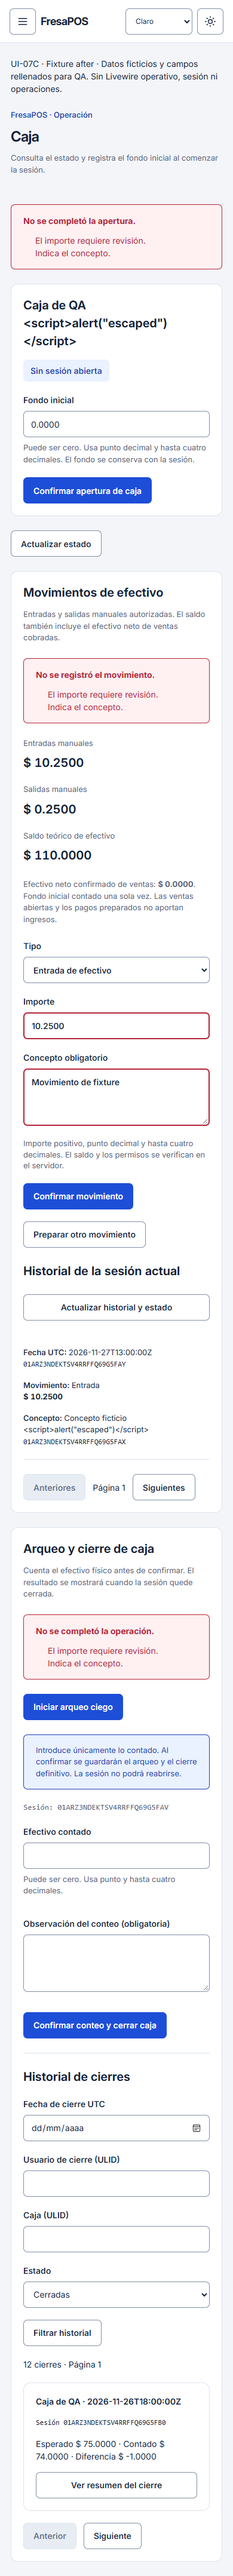 FresaPOS
Claro
UI-07C · Fixture after · Datos ficticios y campos
rellenados para QA. Sin Livewire operativo, sesión ni
operaciones.
FresaPOS · Operación
Caja
Consulta el estado y registra el fondo inicial al comenzar
la sesión.
No se completó la apertura.
El importe requiere revisión.
Indica el concepto.
Caja de QA
<script>alert("escaped")
</script>
Sin sesión abierta
Fondo inicial
0.0000
Puede ser cero. Usa punto decimal y hasta cuatro
decimales. El fondo se conserva con la sesión.
Confirmar apertura de caja
Actualizar estado
Movimientos de efectivo
Entradas y salidas manuales autorizadas. El saldo
también incluye el efectivo neto de ventas
cobradas.
No se registró el movimiento.
El importe requiere revisión.
Indica el concepto.
Entradas manuales
$ 10.2500
Salidas manuales
$ 0.2500
Saldo teórico de efectivo
$ 110.0000
Efectivo neto confirmado de ventas: $ 0.0000.
Fondo inicial contado una sola vez. Las ventas
abiertas y los pagos preparados no aportan
ingresos.
Tipo
Entrada de efectivo
Importe
10.2500
Concepto obligatorio
Movimiento de fixture
Importe positivo, punto decimal y hasta cuatro
decimales. El saldo y los permisos se verifican en
el servidor.
Confirmar movimiento
Preparar otro movimiento
Historial de la sesión actual
Actualizar historial y estado
Fecha UTC: 2026-11-27T13:00:00Z
01ARZ3NDEKTSV4RRFFQ69G5FAY
Movimiento: Entrada
$ 10.2500
Concepto: Concepto ficticio
<script>alert("escaped")</script>
01ARZ3NDEKTSV4RRFFQ69G5FAX
Anteriores
Página 1
Siguientes
Arqueo y cierre de caja
Cuenta el efectivo físico antes de confirmar. El
resultado se mostrará cuando la sesión quede
cerrada.
No se completó la operación.
El importe requiere revisión.
Indica el concepto.
Iniciar arqueo ciego
Introduce únicamente lo contado. Al
confirmar se guardarán el arqueo y el cierre
definitivo. La sesión no podrá reabrirse.
Sesión: 01ARZ3NDEKTSV4RRFFQ69G5FAV
Efectivo contado
Puede ser cero. Usa punto y hasta cuatro
decimales.
Observación del conteo (obligatoria)
Confirmar conteo y cerrar caja
Historial de cierres
Fecha de cierre UTC
dd/mm/aaaa
Usuario de cierre (ULID)
Caja (ULID)
Estado
Cerradas
Filtrar historial
12 cierres · Página 1
Caja de QA · 2026-11-26T18:00:00Z
Sesión 01ARZ3NDEKTSV4RRFFQ69G5FB0
Esperado $ 75.0000 · Contado $
74.0000 · Diferencia $ -1.0000
Ver resumen del cierre
Anterior
Siguiente